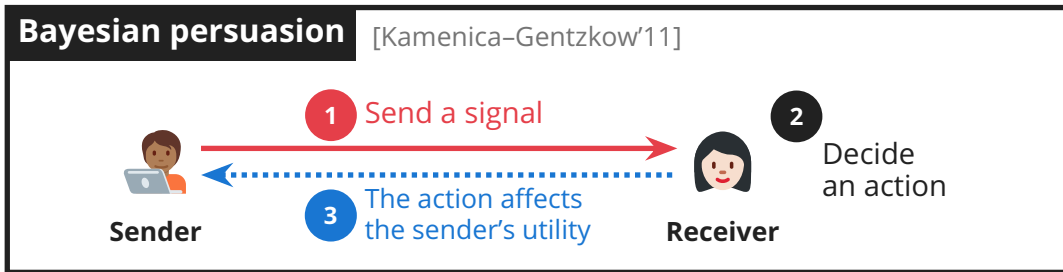 Bayesian persuasion [Kamenica–Gentzkow’11]
1 Send a signal
2
Decide
an action
3 The action affects
the sender’s utility
Sender
Receiver